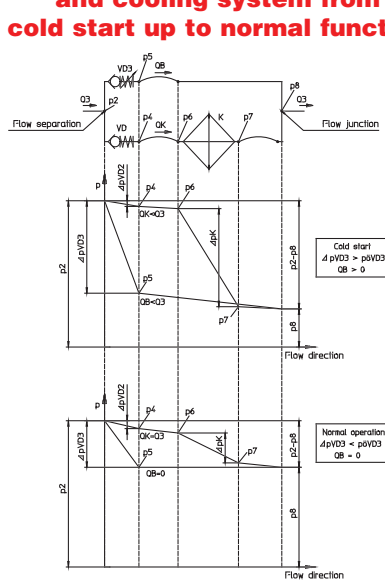 and cooling system from
cold start up to normal funct
p5
VD3
QB
p8
Q3
p2
Q3
p4
p6
K
p7
VD
QK
Flow separation
Flow junction
p
ΔpVD2
p4
p6
QK<Q3
ΔpVD3
ΔpK
p2
p2-p8
Cold start
Δ pVD3 > pöVD3
QB > 0
p5
QB<Q3
p7
p8
Flow direction
p
ΔpVD2
p4
p6
QK=Q3
ΔpVD3
p5
ΔpK
p7
p2-p8
Normal operation
ΔpVD3 < pöVD3
QB = 0
QB=0
p2
p8
Flow direction